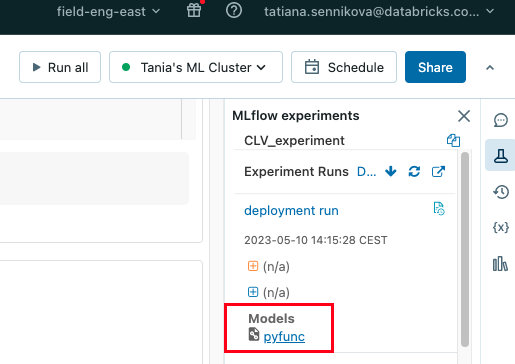 field-eng-east
tatiana.sennikova@databricks.co...
Run all
Tania's ML Cluster
Schedule
Share
MLflow experiments
CLV_experiment
Experiment Runs D...
deployment run
2023-05-10 14:15:28 CEST
(n/a)
(n/a)
Models
pyfunc
{x}